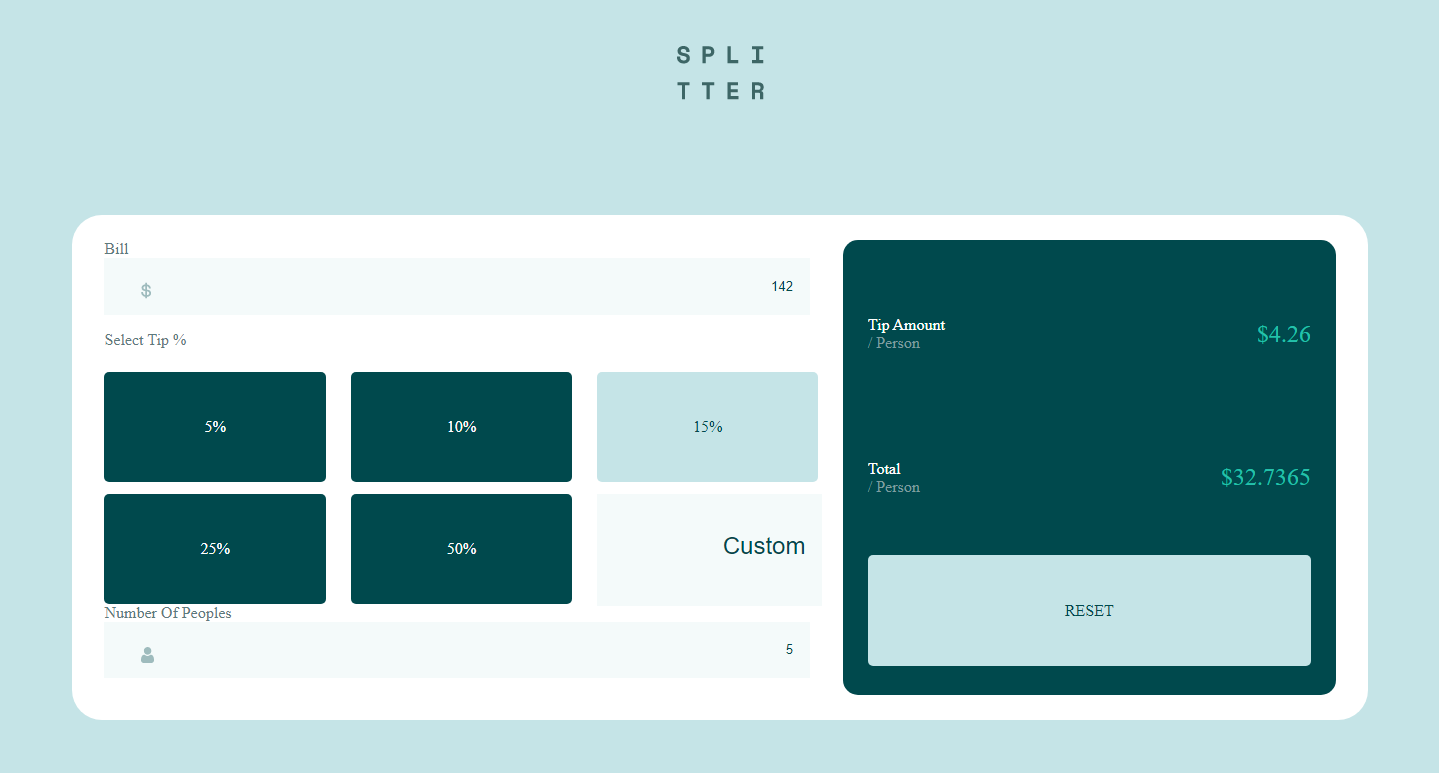 SPLI
TTER
Bill
$ 142
Select Tip %
5% 10% 15%
25% 50% Custom
Number Of Peoples
5
Tip Amount
/ Person
$4.26
Total
/ Person
$32.7365
RESET